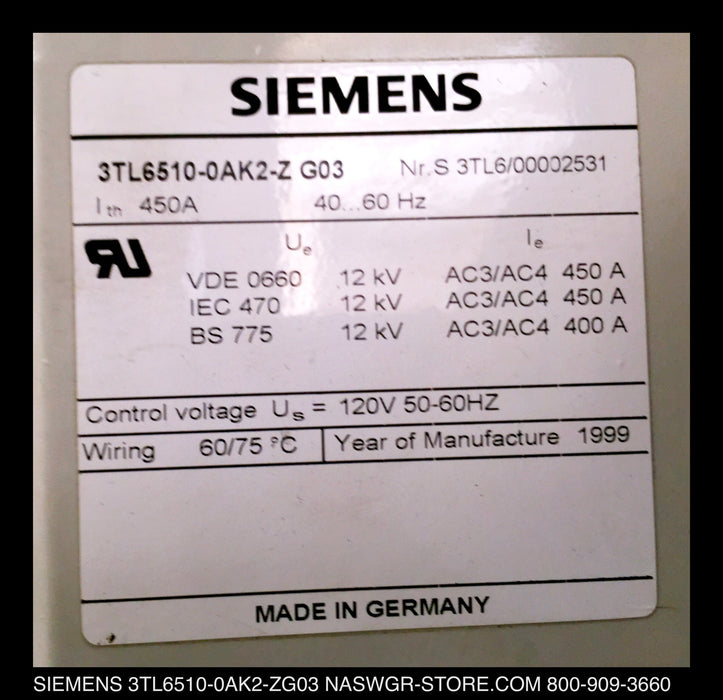 SIEMENS
3TL6510-0AK2-Z G03 Nr.S 3TL6/00002531
Ith 450A 40...60 Hz
Ue Ie
VDE 0660 12 kV AC3/AC4 450 A
IEC 470 12 kV AC3/AC4 450 A
BS 775 12 kV AC3/AC4 400 A
Control voltage Us = 120V 50-60HZ
Wiring 60/75 °C Year of Manufacture 1999
MADE IN GERMANY
SIEMENS 3TL6510-0AK2-ZG03 NASWGR-STORE.COM 800-909-3660